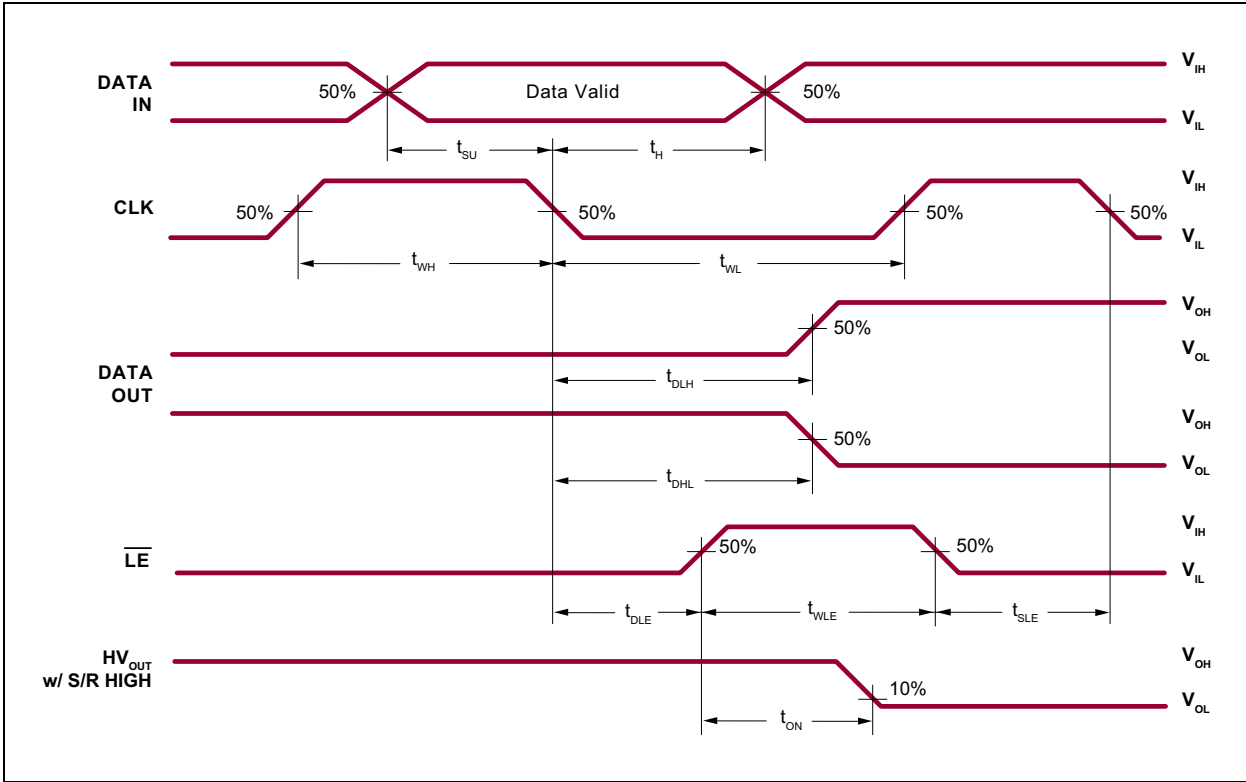 DATA IN
50%
Data Valid
50%
V_IH
V_IL
t_SU
t_H
CLK
50%
50%
50%
50%
V_IH
V_IL
t_WH
t_WL
DATA OUT
50%
V_OH
V_OL
t_DLH
50%
V_OH
V_OL
t_DHL
LE
50%
50%
V_IH
V_IL
t_DLE
t_WLE
t_SLE
HV_OUT
w/ S/R HIGH
10%
V_OH
V_OL
t_ON